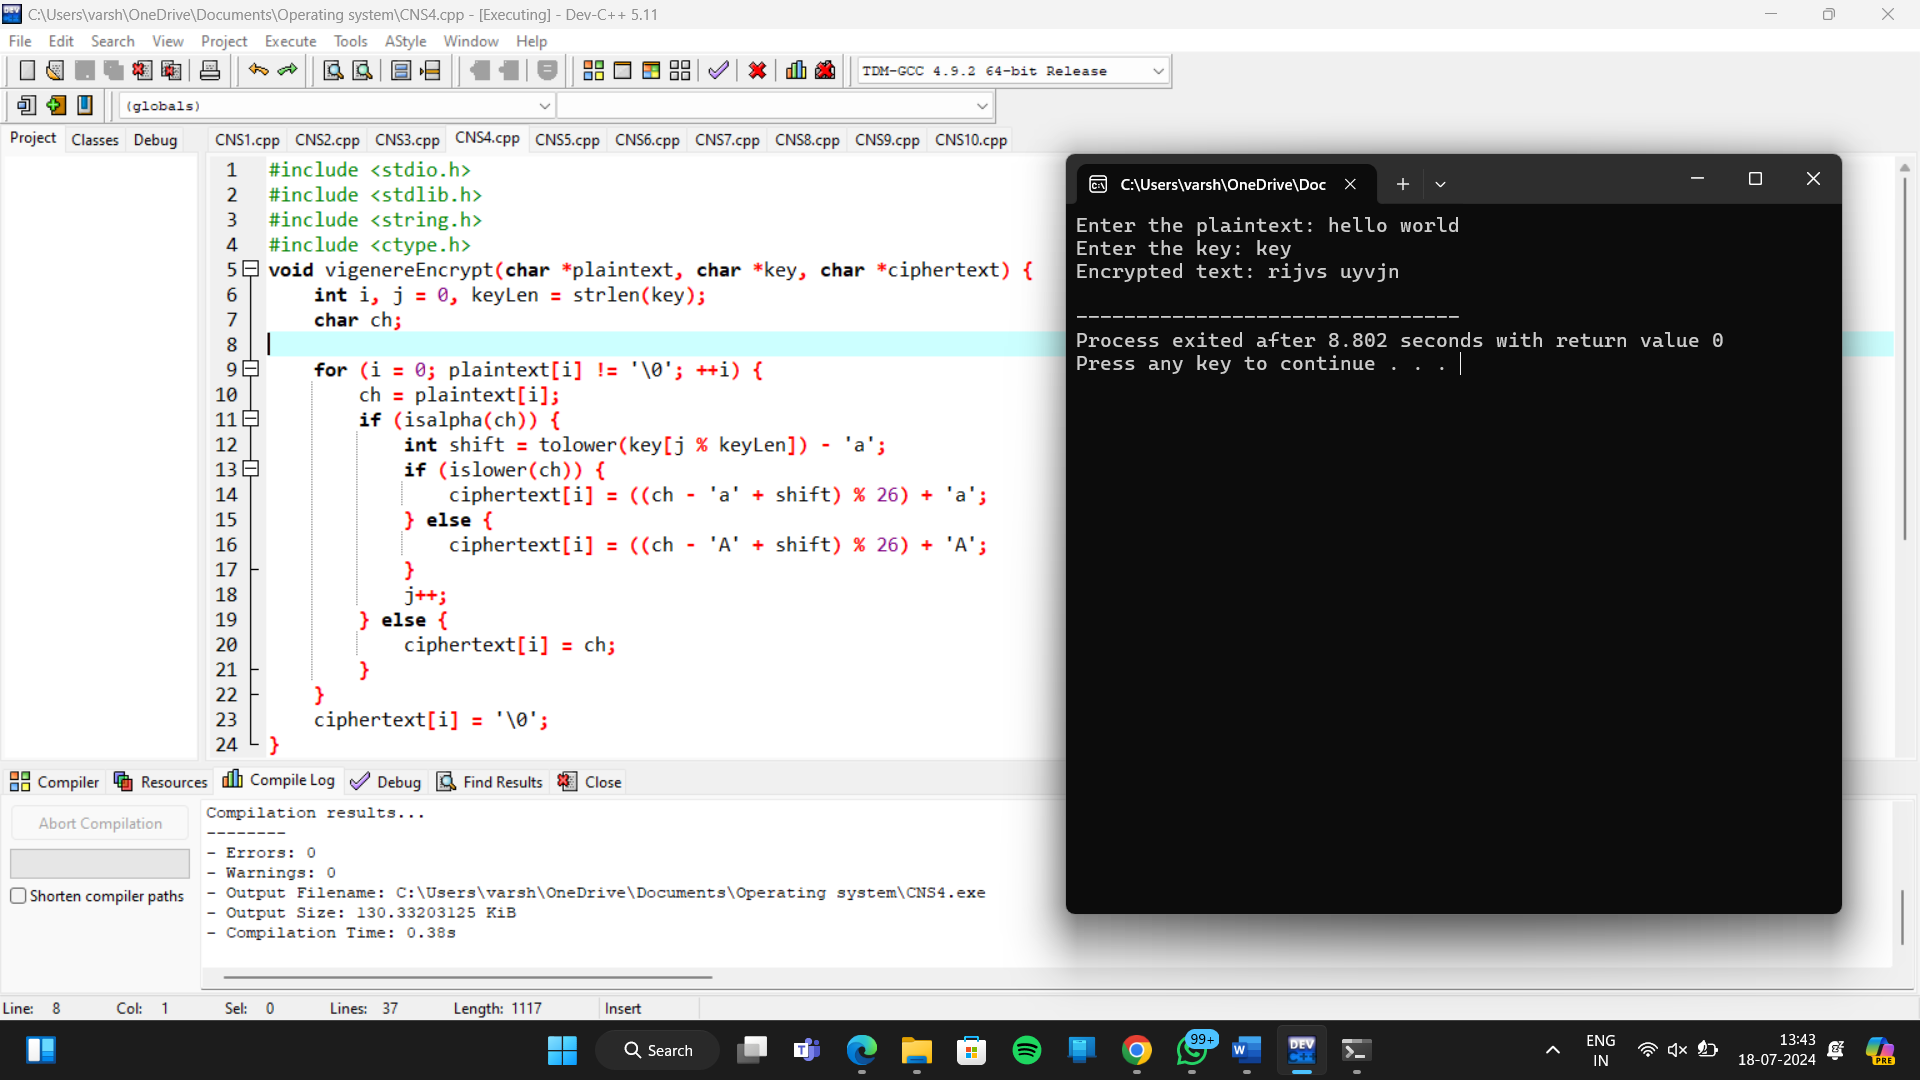 C:\Users\varsh\OneDrive\Documents\Operating system\CNS4.cpp - [Executing] - Dev-C++ 5.11
File Edit Search View Project Execute Tools AStyle Window Help
TDM-GCC 4.9.2 64-bit Release
(globals)
Project Classes Debug CNS1.cpp CNS2.cpp CNS3.cpp CNS4.cpp CNS5.cpp CNS6.cpp CNS7.cpp CNS8.cpp CNS9.cpp CNS10.cpp
1 #include <stdio.h>
2 #include <stdlib.h>
3 #include <string.h>
4 #include <ctype.h>
5 void vigenereEncrypt(char *plaintext, char *key, char *ciphertext) {
6 int i, j = 0, keyLen = strlen(key);
7 char ch;
8
9 for (i = 0; plaintext[i] != '\0'; ++i) {
10 ch = plaintext[i];
11 if (isalpha(ch)) {
12 int shift = tolower(key[j % keyLen]) - 'a';
13 if (islower(ch)) {
14 ciphertext[i] = ((ch - 'a' + shift) % 26) + 'a';
15 } else {
16 ciphertext[i] = ((ch - 'A' + shift) % 26) + 'A';
17 }
18 j++;
19 } else {
20 ciphertext[i] = ch;
21 }
22 }
23 ciphertext[i] = '\0';
24 }
C:\Users\varsh\OneDrive\Doc
Enter the plaintext: hello world
Enter the key: key
Encrypted text: rijvs uyvjn
--------------------------------
Process exited after 8.802 seconds with return value 0
Press any key to continue . . .
Compiler Resources Compile Log Debug Find Results Close
Abort Compilation
Shorten compiler paths
Compilation results...
--------
- Errors: 0
- Warnings: 0
- Output Filename: C:\Users\varsh\OneDrive\Documents\Operating system\CNS4.exe
- Output Size: 130.33203125 KiB
- Compilation Time: 0.38s
Line: 8 Col: 1 Sel: 0 Lines: 37 Length: 1117 Insert
Search
99+
DEV C++
ENG
IN
13:43
18-07-2024
PRE